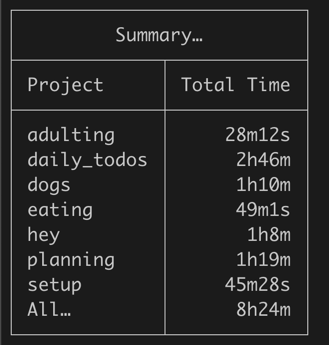 Summary…
Project Total Time
adulting 28m12s
daily_todos 2h46m
dogs 1h10m
eating 49m1s
hey 1h8m
planning 1h19m
setup 45m28s
All… 8h24m